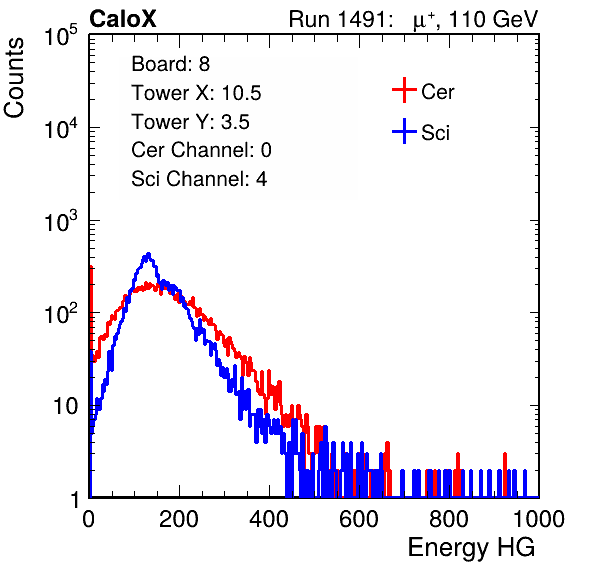 CaloX Run 1491: μ⁺, 110 GeV
Counts
10⁵
10⁴
10³
10²
10
1
Board: 8
Tower X: 10.5
Tower Y: 3.5
Cer Channel: 0
Sci Channel: 4
Cer
Sci
0 200 400 600 800 1000
Energy HG